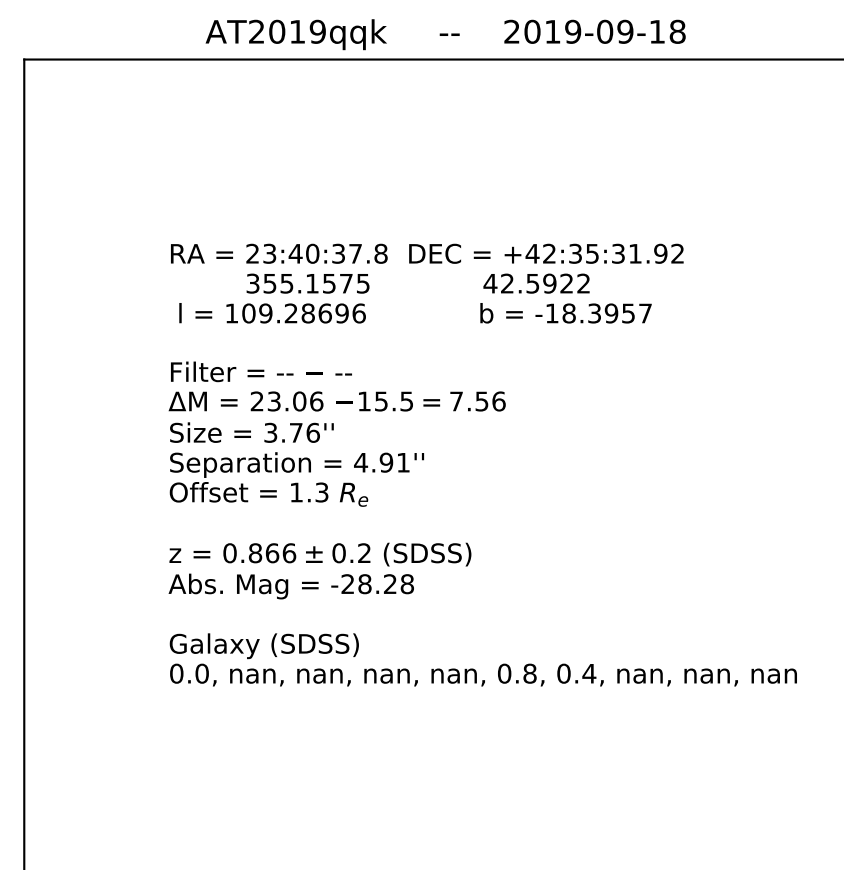 AT2019qqk -- 2019-09-18
RA = 23:40:37.8 DEC = +42:35:31.92
355.1575 42.5922
l = 109.28696 b = -18.3957
Filter = -- − --
ΔM = 23.06 −15.5 = 7.56
Size = 3.76''
Separation = 4.91''
Offset = 1.3 Rₑ
z = 0.866 ± 0.2 (SDSS)
Abs. Mag = -28.28
Galaxy (SDSS)
0.0, nan, nan, nan, nan, 0.8, 0.4, nan, nan, nan